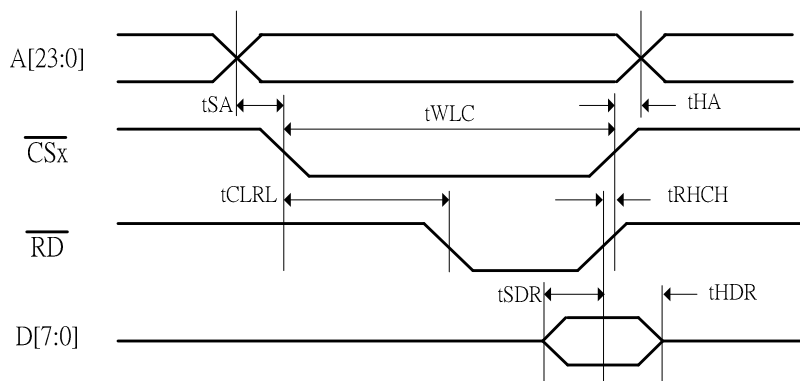 A[23:0]
tSA
tWLC
tHA
CSx
tCLRL
tRHCH
RD
tSDR
tHDR
D[7:0]